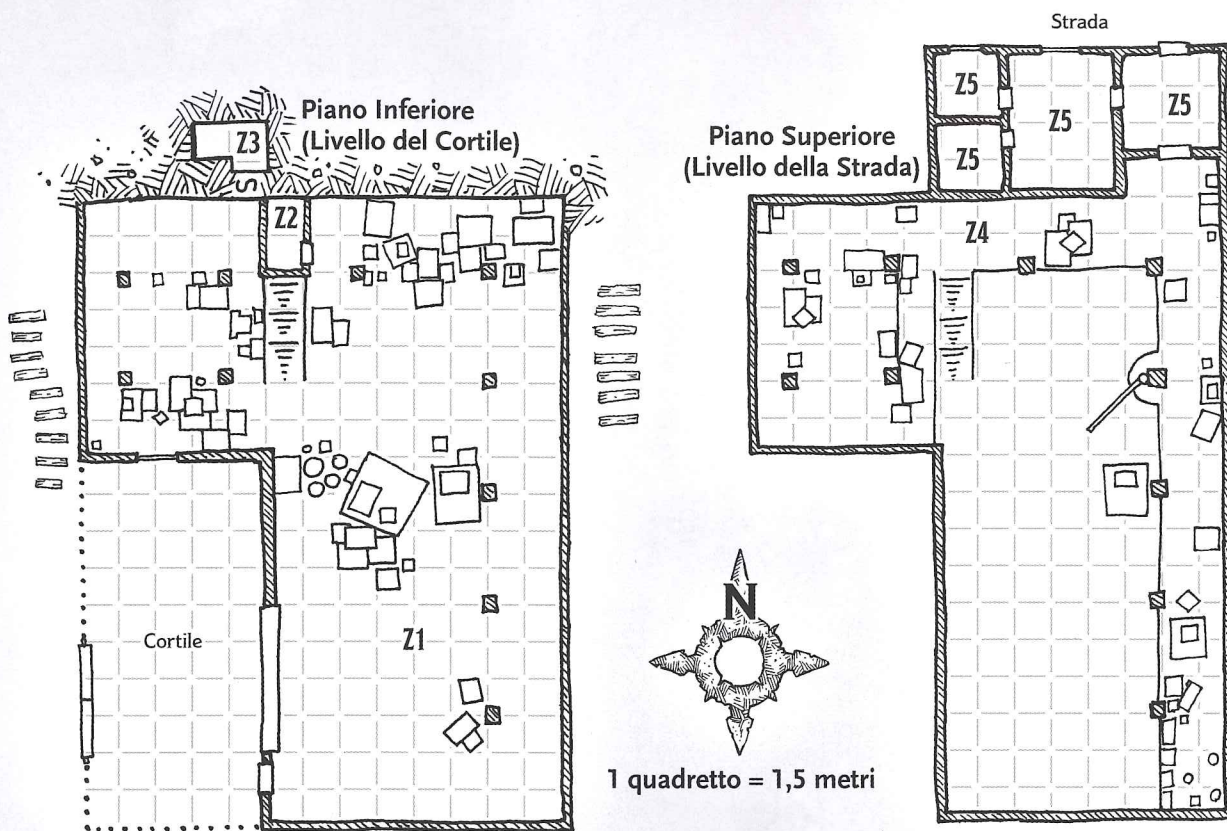 Piano Inferiore
(Livello del Cortile)
Z3
S
Z2
Cortile
Z1
Strada
Piano Superiore
(Livello della Strada)
Z5
Z5
Z5
Z5
Z4
N
1 quadretto = 1,5 metri